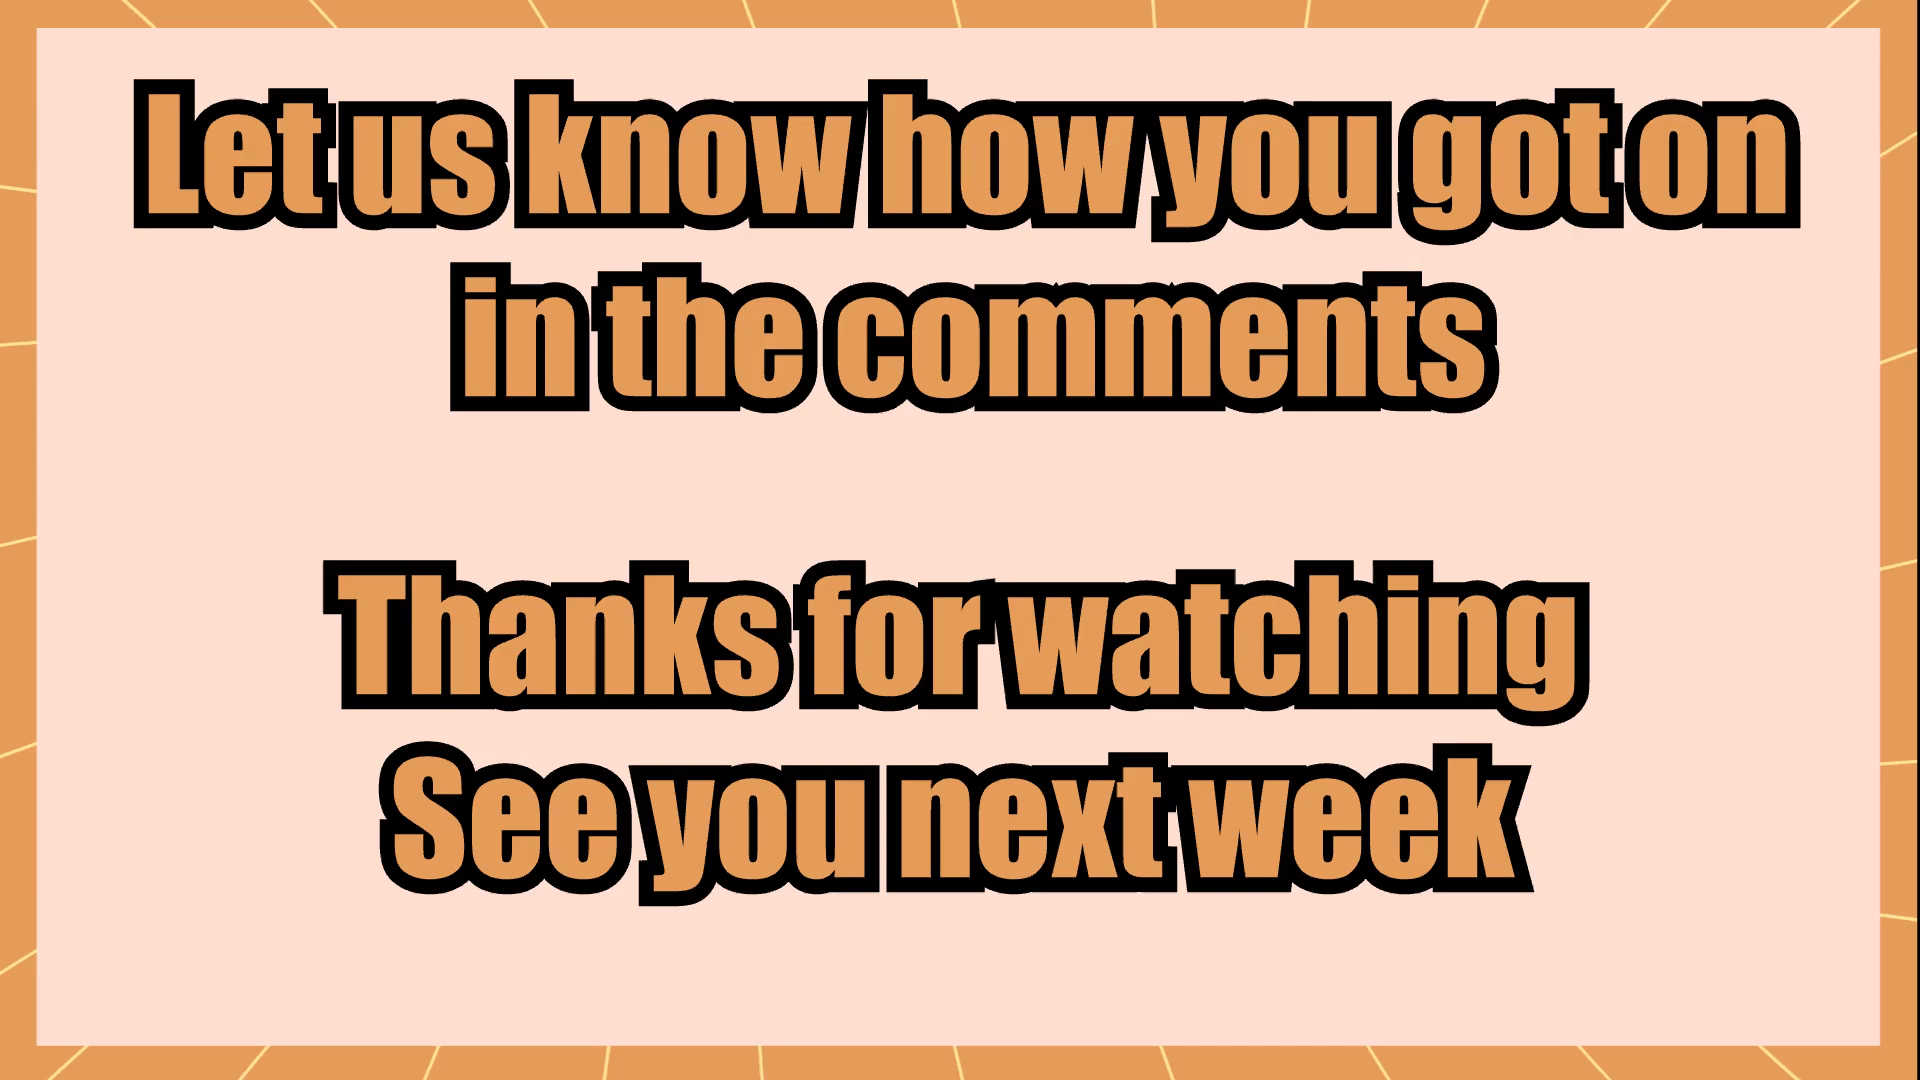 Let us know how you got on
in the comments
Thanks for watching
See you next week